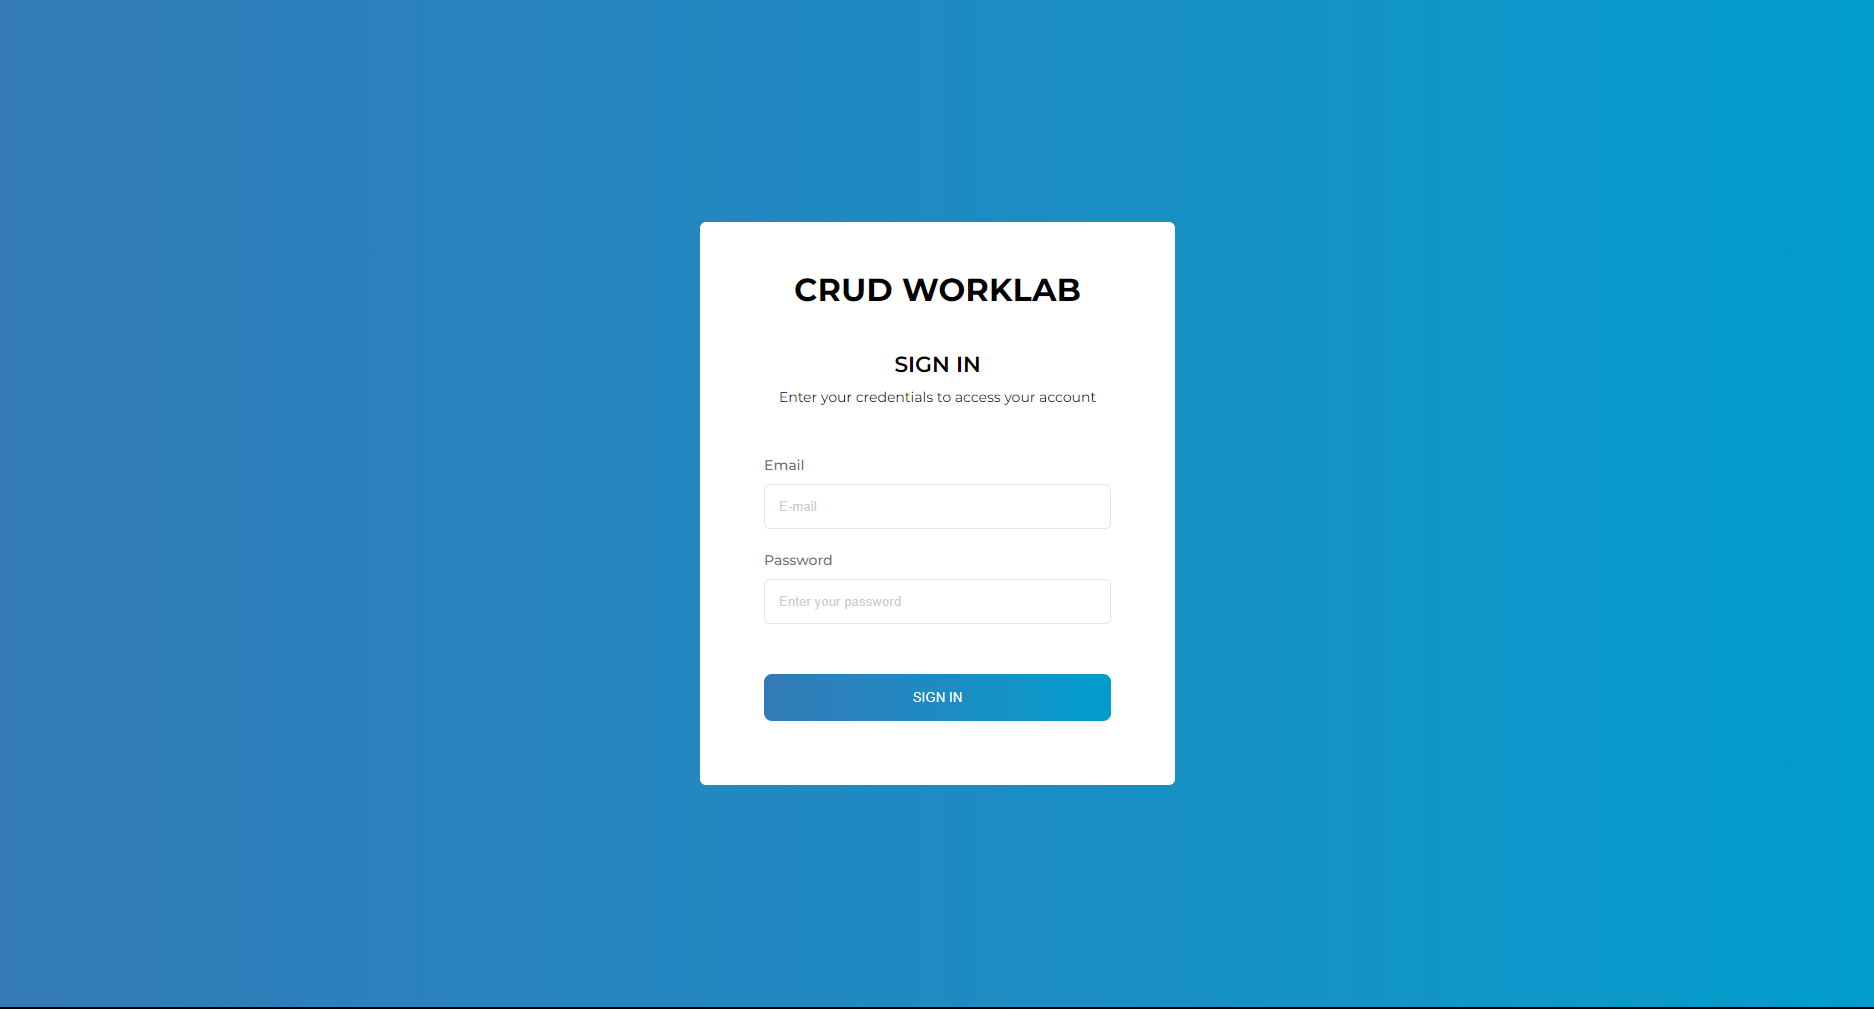 CRUD WORKLAB
SIGN IN
Enter your credentials to access your account
Email
E-mail
Password
Enter your password
SIGN IN